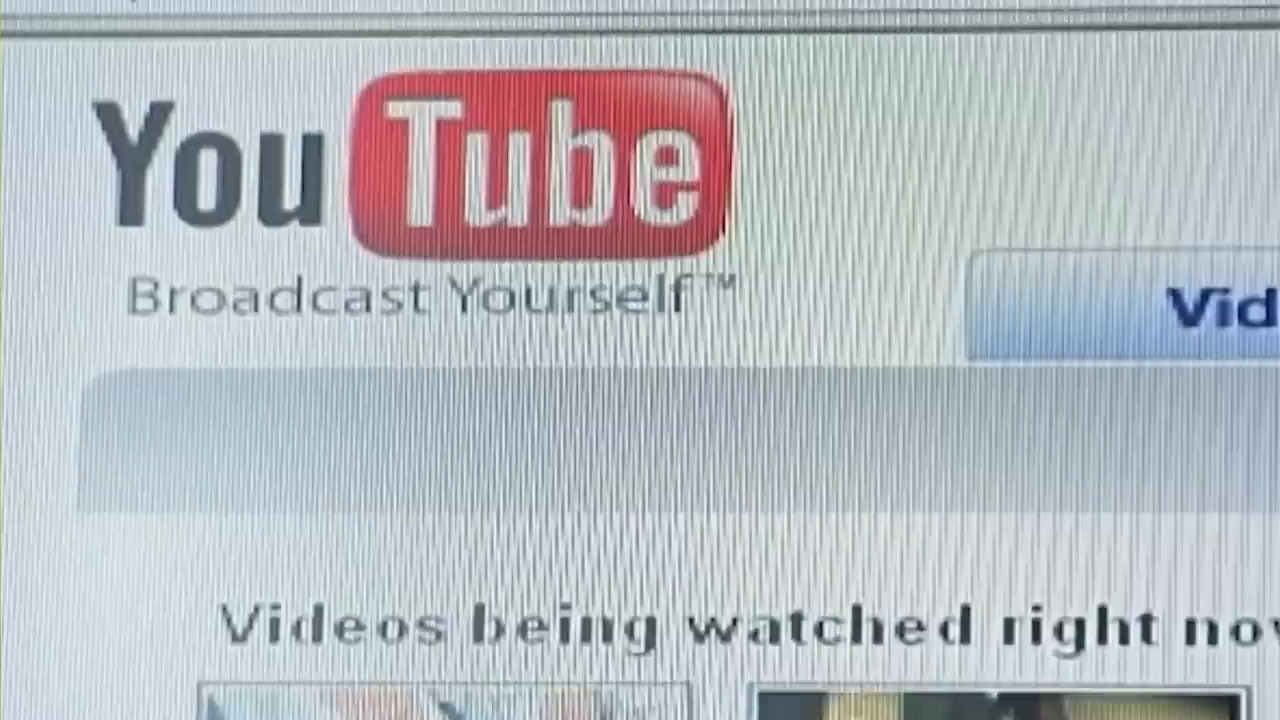 YouTube
Broadcast Yourself™
Vid
Videos being watched right no